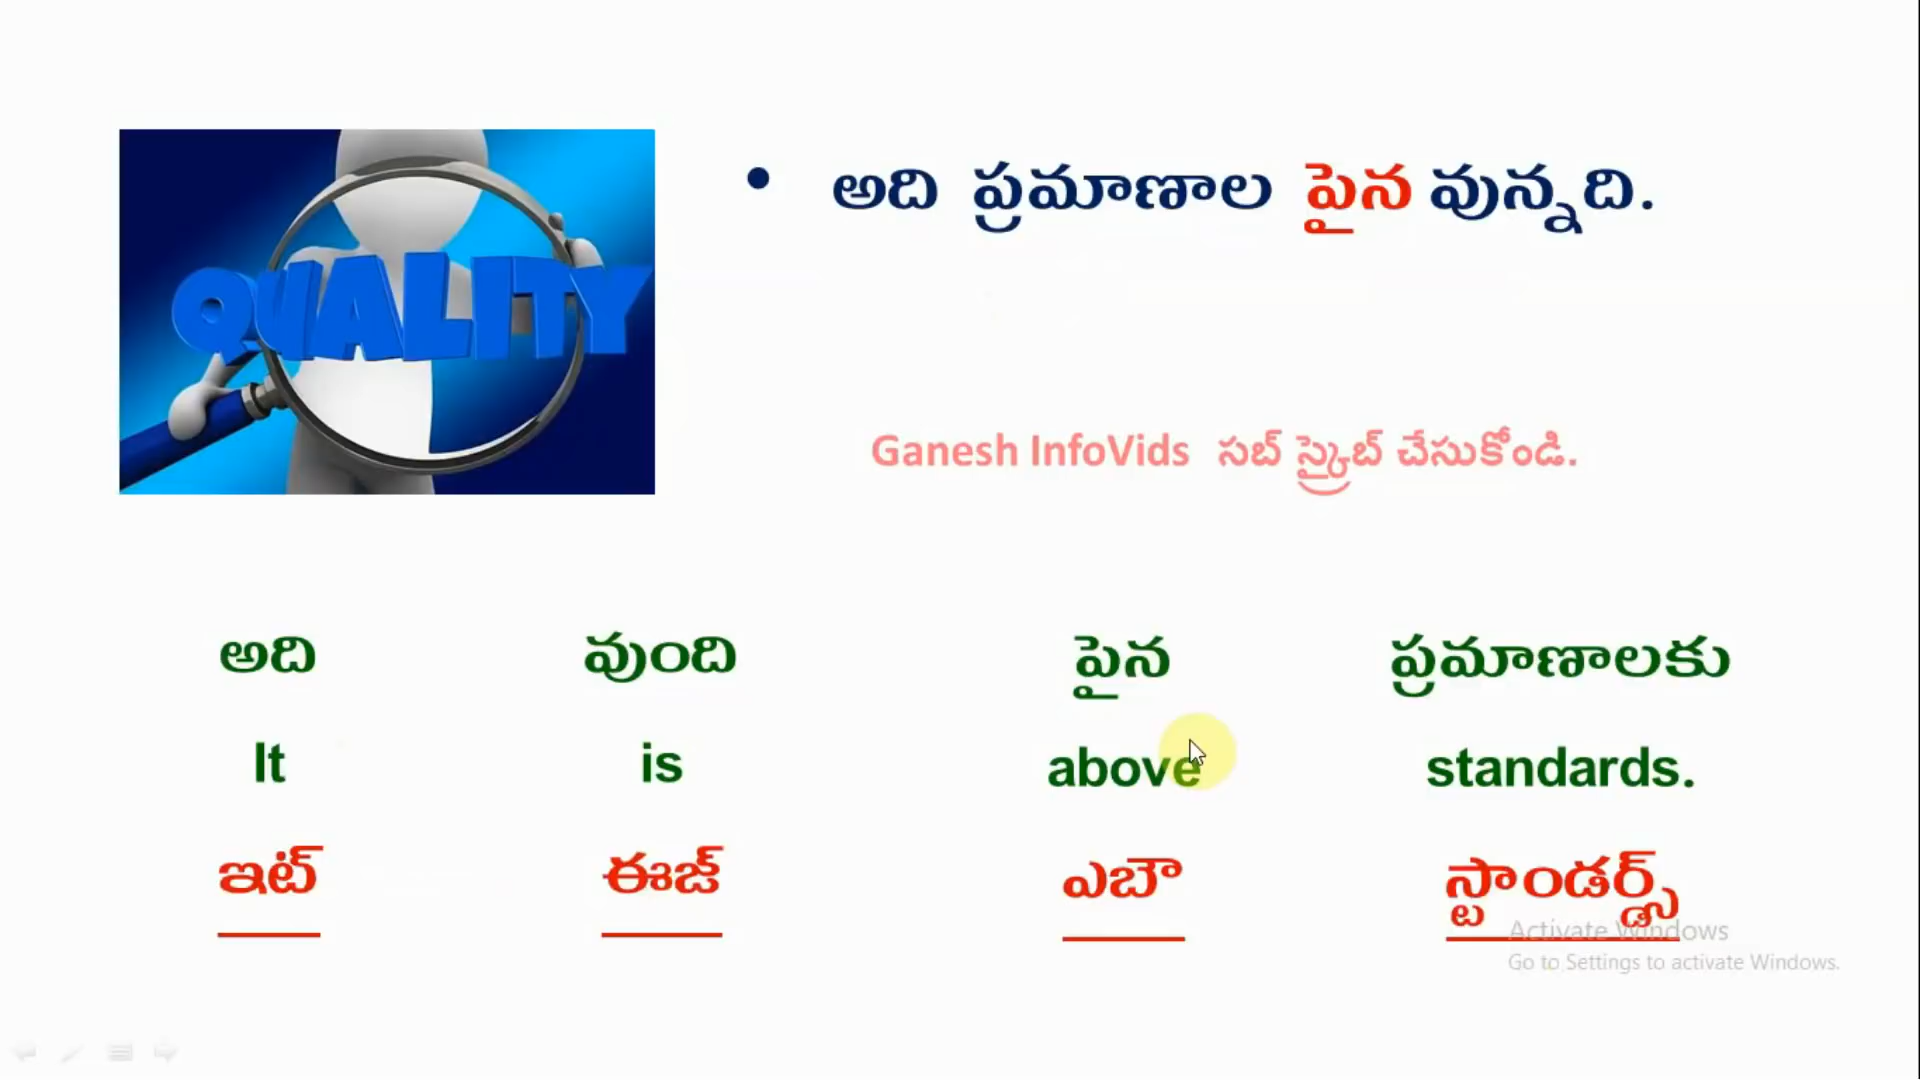 QUALITY
• అది ప్రమాణాల పైన వున్నది.
Ganesh InfoVids సబ్ స్క్రైబ్ చేసుకోండి.
అది వుంది పైన ప్రమాణాలకు
It is above standards.
ఇట్ ఈజ్ ఎబౌ స్టాండర్డ్స్
Activate Windows
Go to Settings to activate Windows.